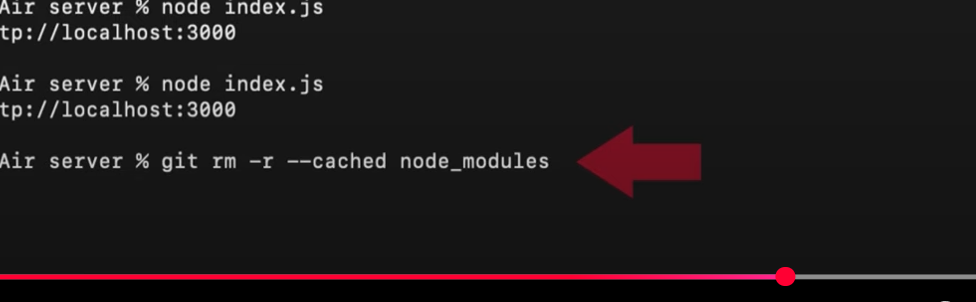 Air server % node index.js
tp://localhost:3000
Air server % node index.js
tp://localhost:3000
Air server % git rm -r --cached node_modules